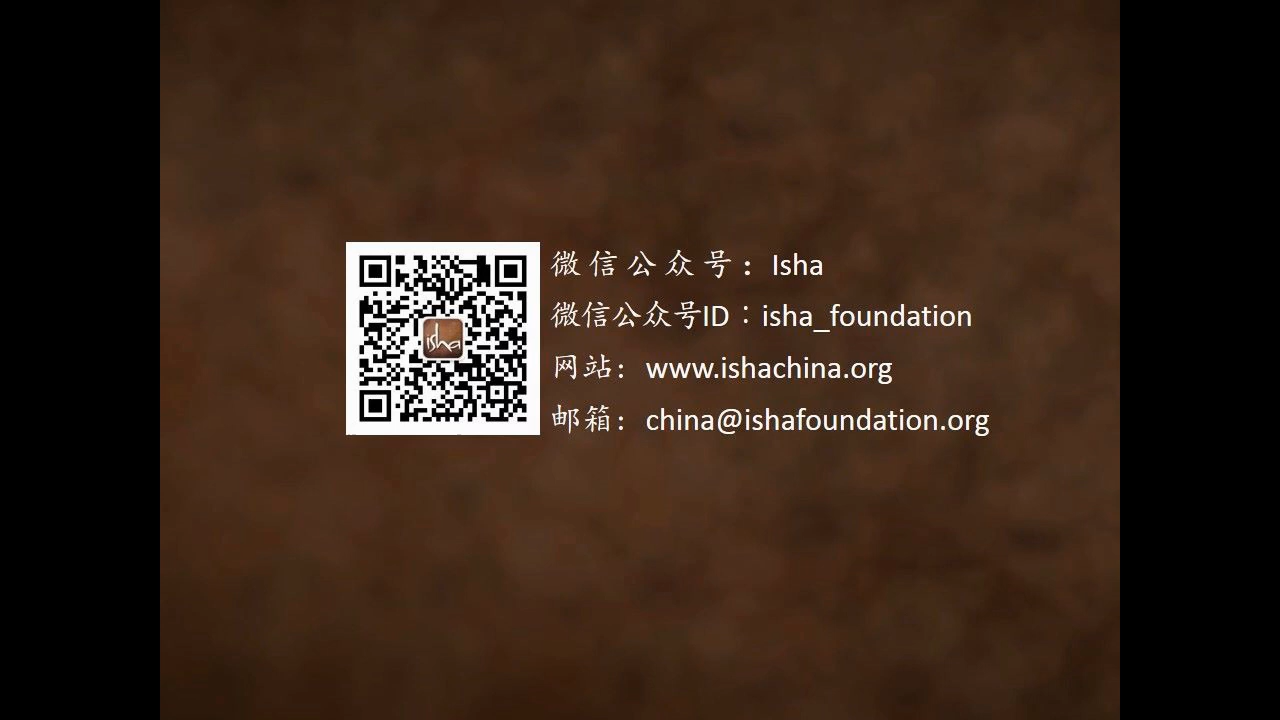 isha
微信公众号: Isha
微信公众号ID:isha_foundation
网站: www.ishachina.org
邮箱: china@ishafoundation.org